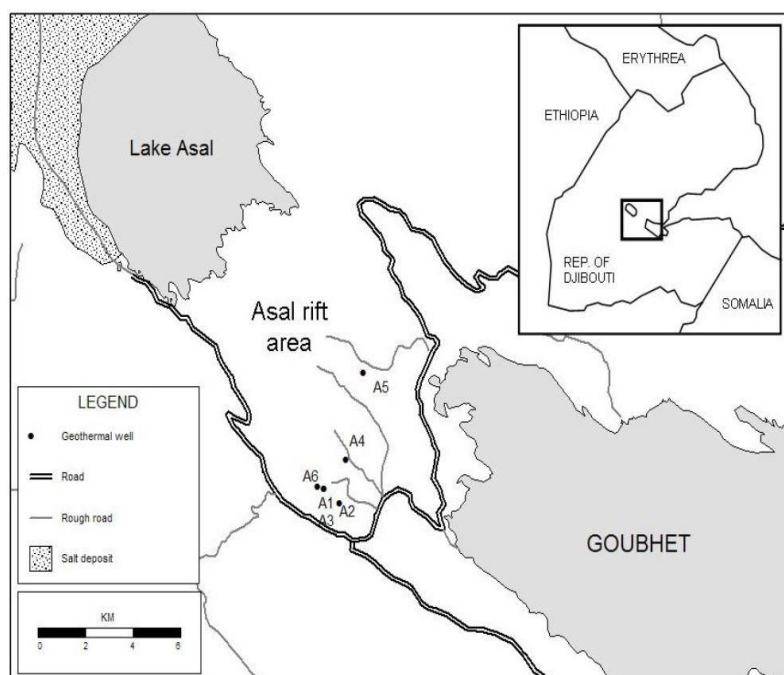 Lake Asal
ERYTHREA
ETHIOPIA
REP. OF
DJIBOUTI
SOMALIA
Asal rift
area
A5
A4
A6
A1
A2
A3
GOUBHET
LEGEND
Geothermal well
Road
Rough road
Salt deposit
KM
0 2 4 6